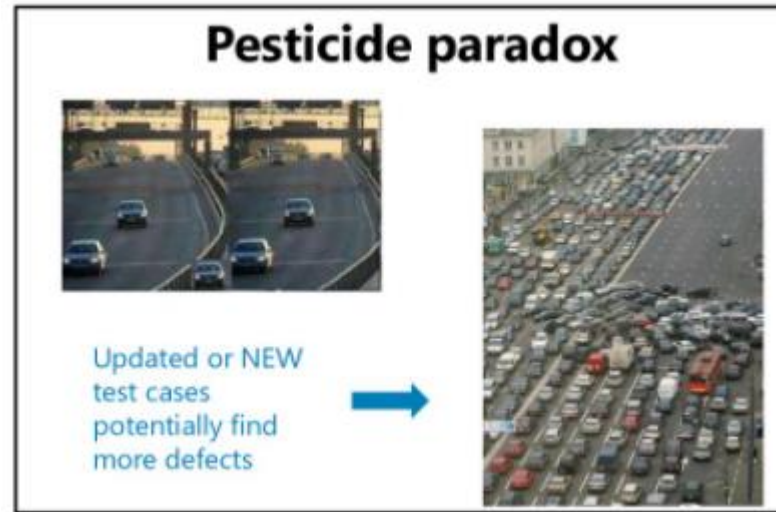 Pesticide paradox
Updated or NEW
test cases
potentially find
more defects